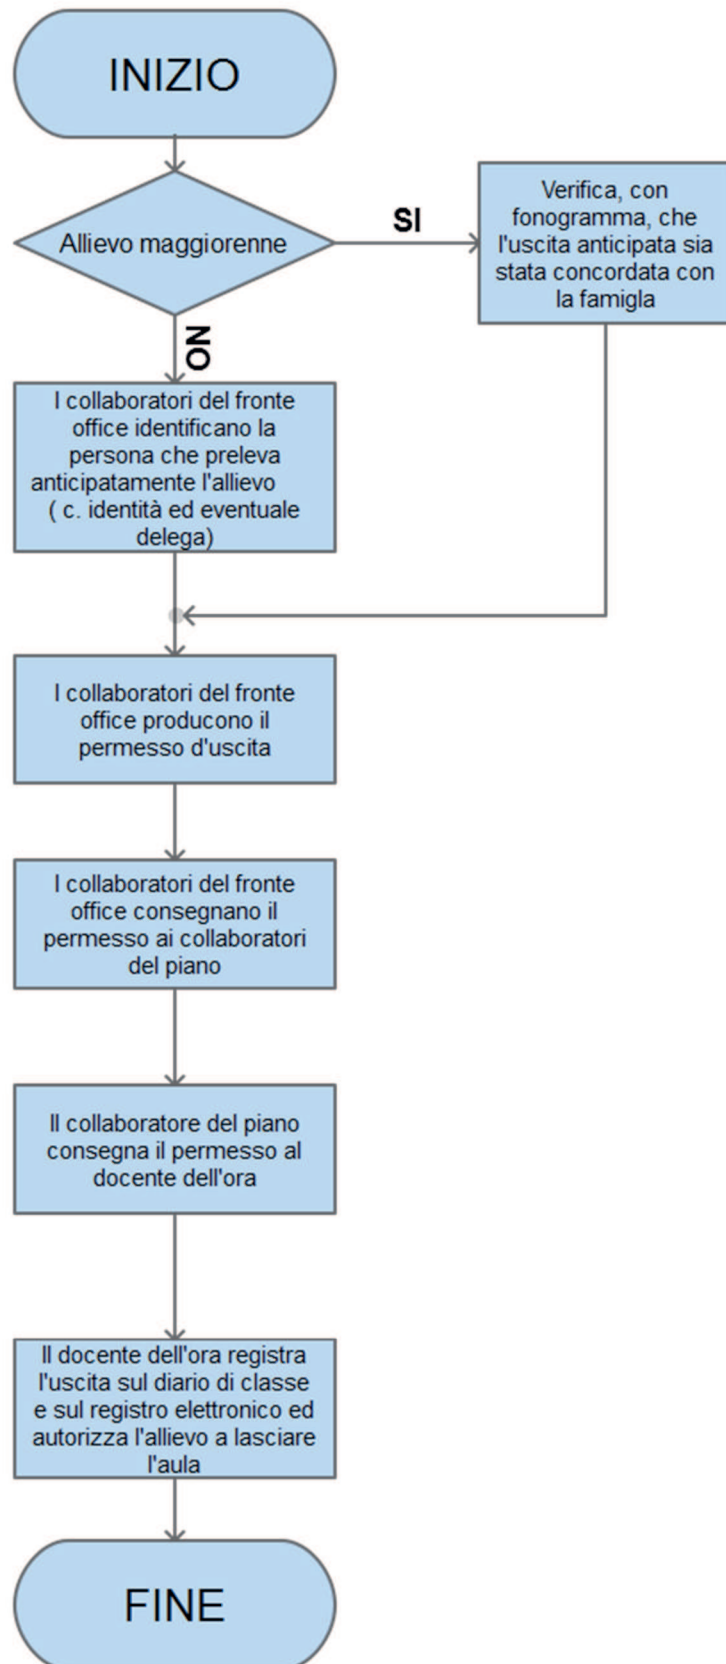 INIZIO
Allievo maggiorenne
SI
Verifica, con
fonogramma, che
l'uscita anticipata sia
stata concordata con
la famigla
NO
I collaboratori del fronte
office identificano la
persona che preleva
anticipatamente l'allievo
( c. identità ed eventuale
delega)
I collaboratori del fronte
office producono il
permesso d'uscita
I collaboratori del fronte
office consegnano il
permesso ai collaboratori
del piano
Il collaboratore del piano
consegna il permesso al
docente dell'ora
Il docente dell'ora registra
l'uscita sul diario di classe
e sul registro elettronico ed
autorizza l'allievo a lasciare
l'aula
FINE